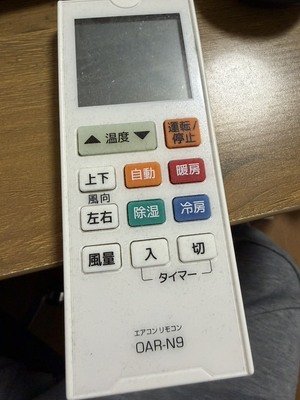 ▲ 温度 ▼
運転/
停止
上下
自動
暖房
風向
左右
除湿
冷房
風量
入
切
タイマー
エアコンリモコン
OAR-N9